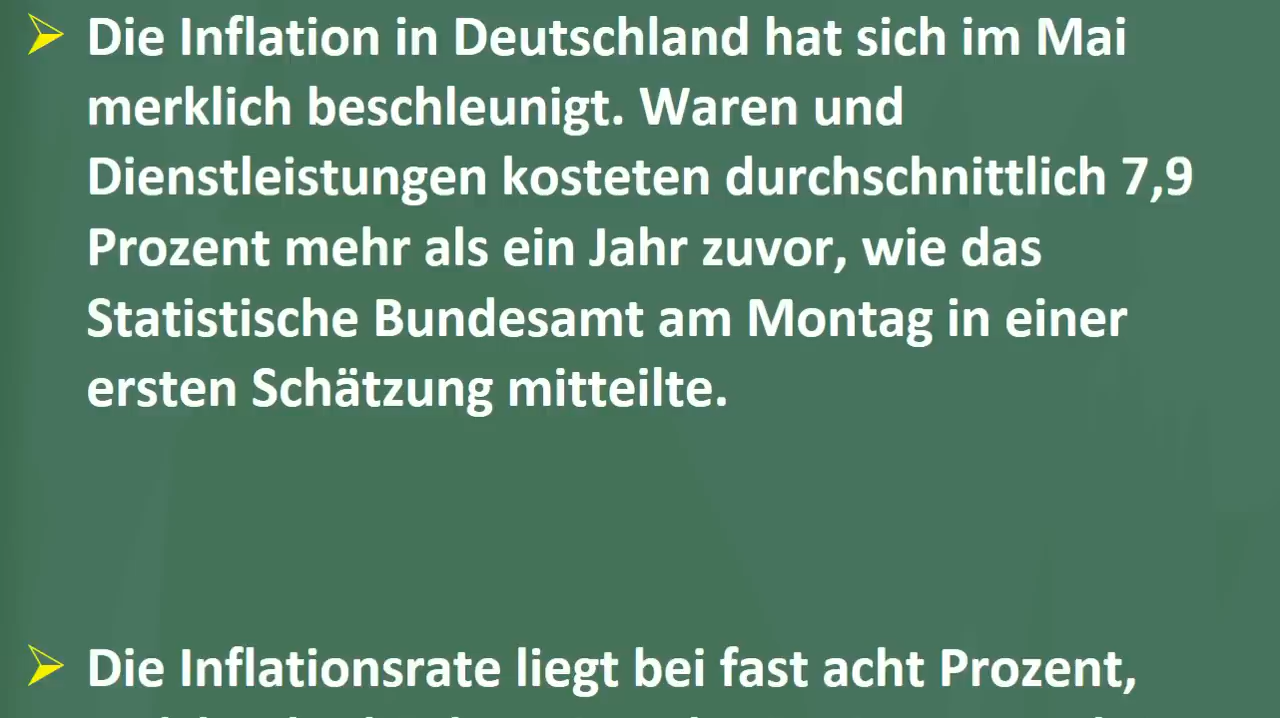 Die Inflation in Deutschland hat sich im Mai
merklich beschleunigt. Waren und
Dienstleistungen kosteten durchschnittlich 7,9
Prozent mehr als ein Jahr zuvor, wie das
Statistische Bundesamt am Montag in einer
ersten Schätzung mitteilte.
Die Inflationsrate liegt bei fast acht Prozent,